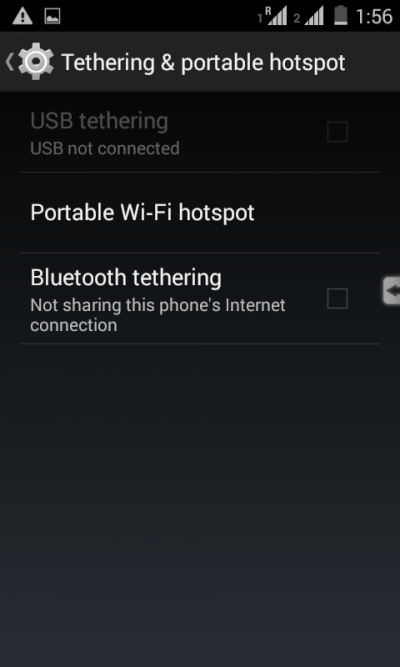 1 R 2 1:56
Tethering & portable hotspot
USB tethering
USB not connected
Portable Wi-Fi hotspot
Bluetooth tethering
Not sharing this phone's Internet
connection